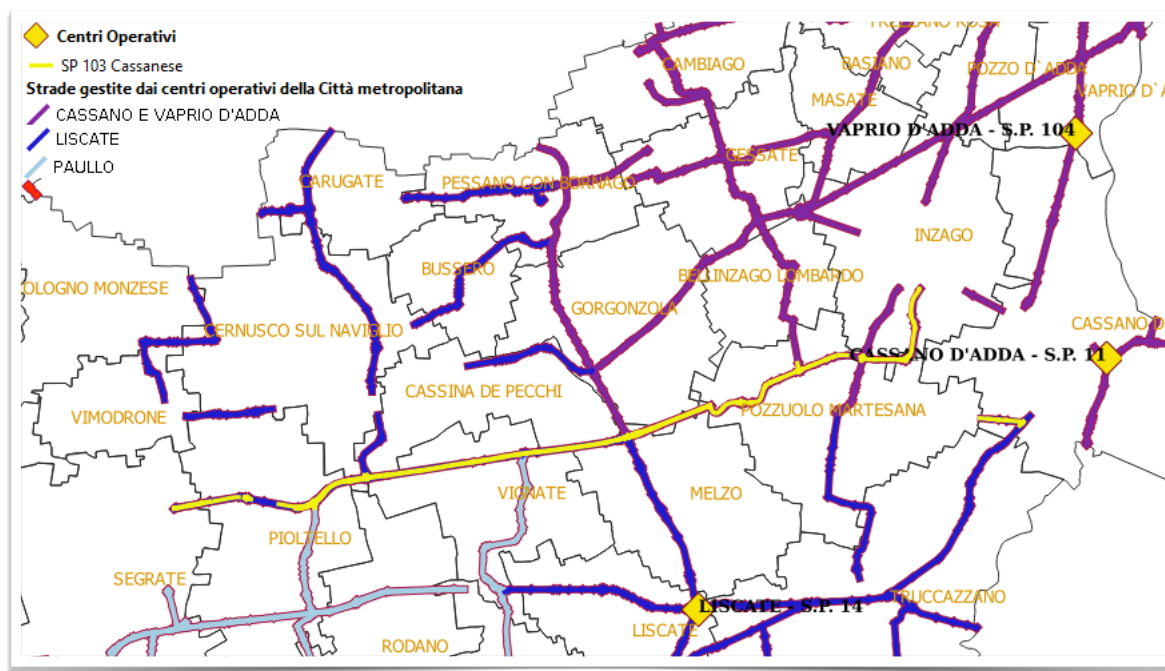 Centri Operativi
SP 103 Cassanese
Strade gestite dai centri operativi della Città metropolitana
CASSANO E VAPRIO D'ADDA
LISCATE
PAULLO
CAMBIAGO
BASIANO
POZZO D`ADDA
MASATE
VAPRIO D`A
VAPRIO D'ADDA - S.P. 104
GESSATE
CARUGATE
PESSANO CON BORNAGO
INZAGO
BUSSERO
BELLINZAGO LOMBARDO
OLOGNO MONZESE
GORGONZOLA
CERNUSCO SUL NAVIGLIO
CASSANO D
CASSANO D'ADDA - S.P. 11
CASSINA DE PECCHI
VIMODRONE
POZZUOLO MARTESANA
VIGNATE
MELZO
PIOLTELLO
SEGRATE
TRUCCAZZANO
LISCATE - S.P. 14
LISCATE
RODANO